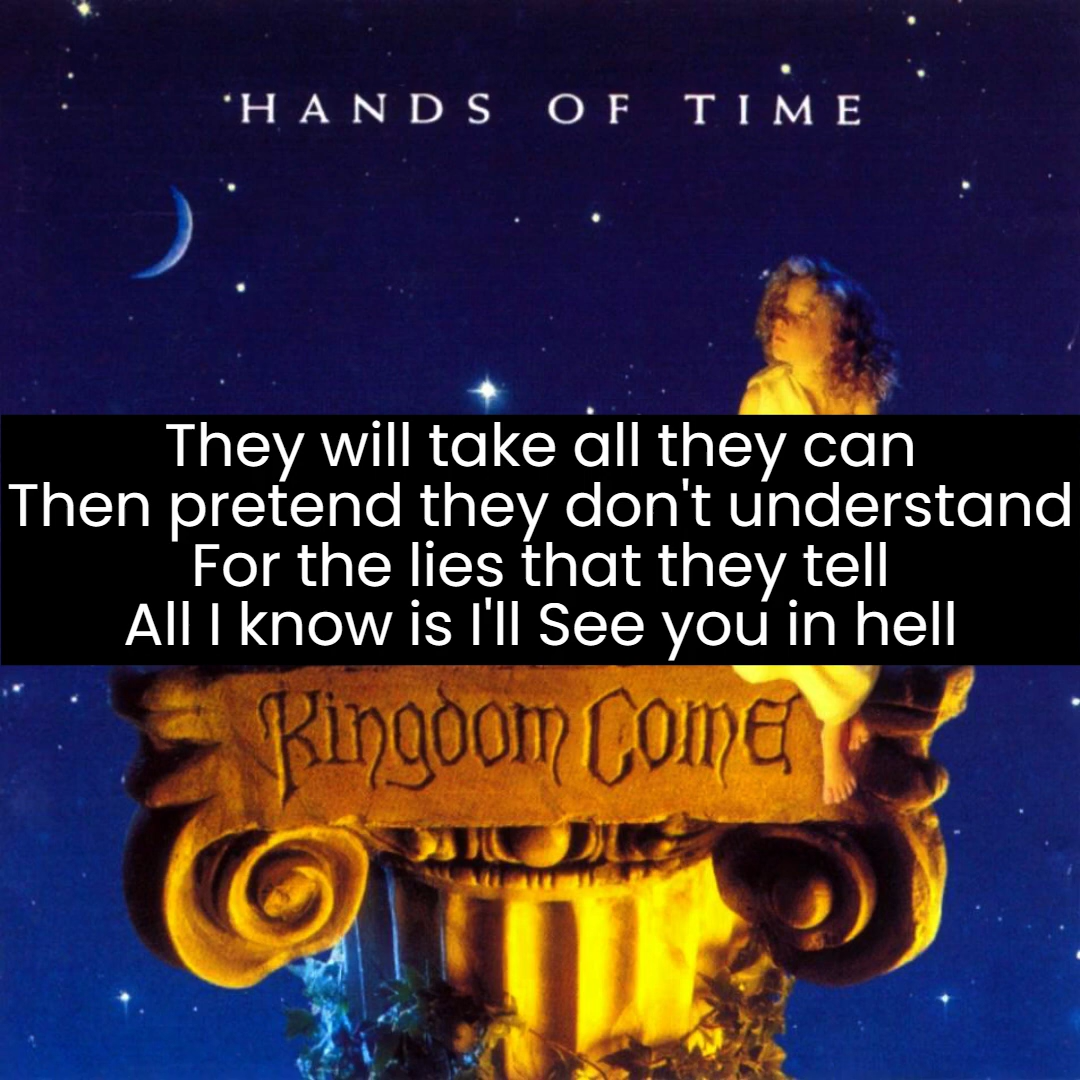 HANDS OF TIME
They will take all they can
Then pretend they don't understand
For the lies that they tell
All I know is I'll See you in hell
Kingdom Come